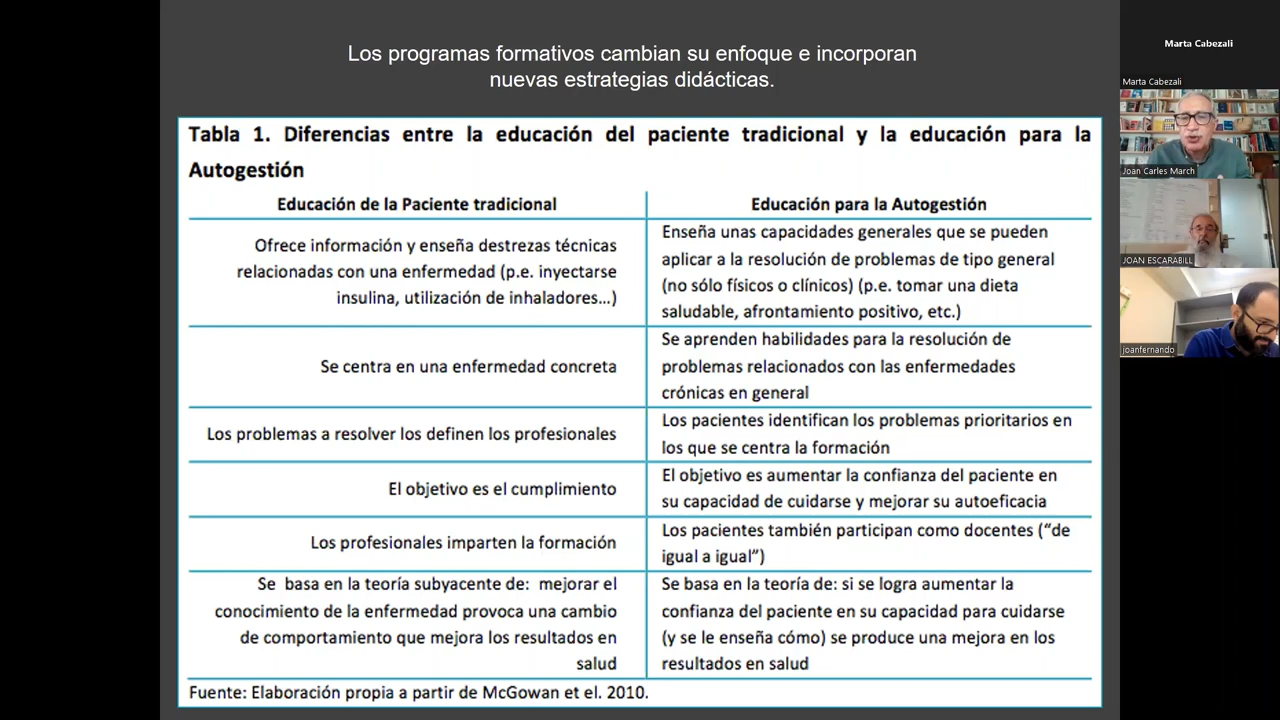 Los programas formativos cambian su enfoque e incorporan
nuevas estrategias didácticas.
Tabla 1. Diferencias entre la educación del paciente tradicional y la educación para la
Autogestión
Educación de la Paciente tradicional
Educación para la Autogestión
Ofrece información y enseña destrezas técnicas
relacionadas con una enfermedad (p.e. inyectarse
insulina, utilización de inhaladores...)
Enseña unas capacidades generales que se pueden
aplicar a la resolución de problemas de tipo general
(no sólo físicos o clínicos) (p.e. tomar una dieta
saludable, afrontamiento positivo, etc.)
Se centra en una enfermedad concreta
Se aprenden habilidades para la resolución de
problemas relacionados con las enfermedades
crónicas en general
Los problemas a resolver los definen los profesionales
Los pacientes identifican los problemas prioritarios en
los que se centra la formación
El objetivo es el cumplimiento
El objetivo es aumentar la confianza del paciente en
su capacidad de cuidarse y mejorar su autoeficacia
Los profesionales imparten la formación
Los pacientes también participan como docentes (“de
igual a igual”)
Se basa en la teoría subyacente de: mejorar el
conocimiento de la enfermedad provoca una cambio
de comportamiento que mejora los resultados en
salud
Se basa en la teoría de: si se logra aumentar la
confianza del paciente en su capacidad para cuidarse
(y se le enseña cómo) se produce una mejora en los
resultados en salud
Fuente: Elaboración propia a partir de McGowan et el. 2010.
Marta Cabezali
Marta Cabezali
Joan Carles March
JOAN ESCARABILL
joanfernando